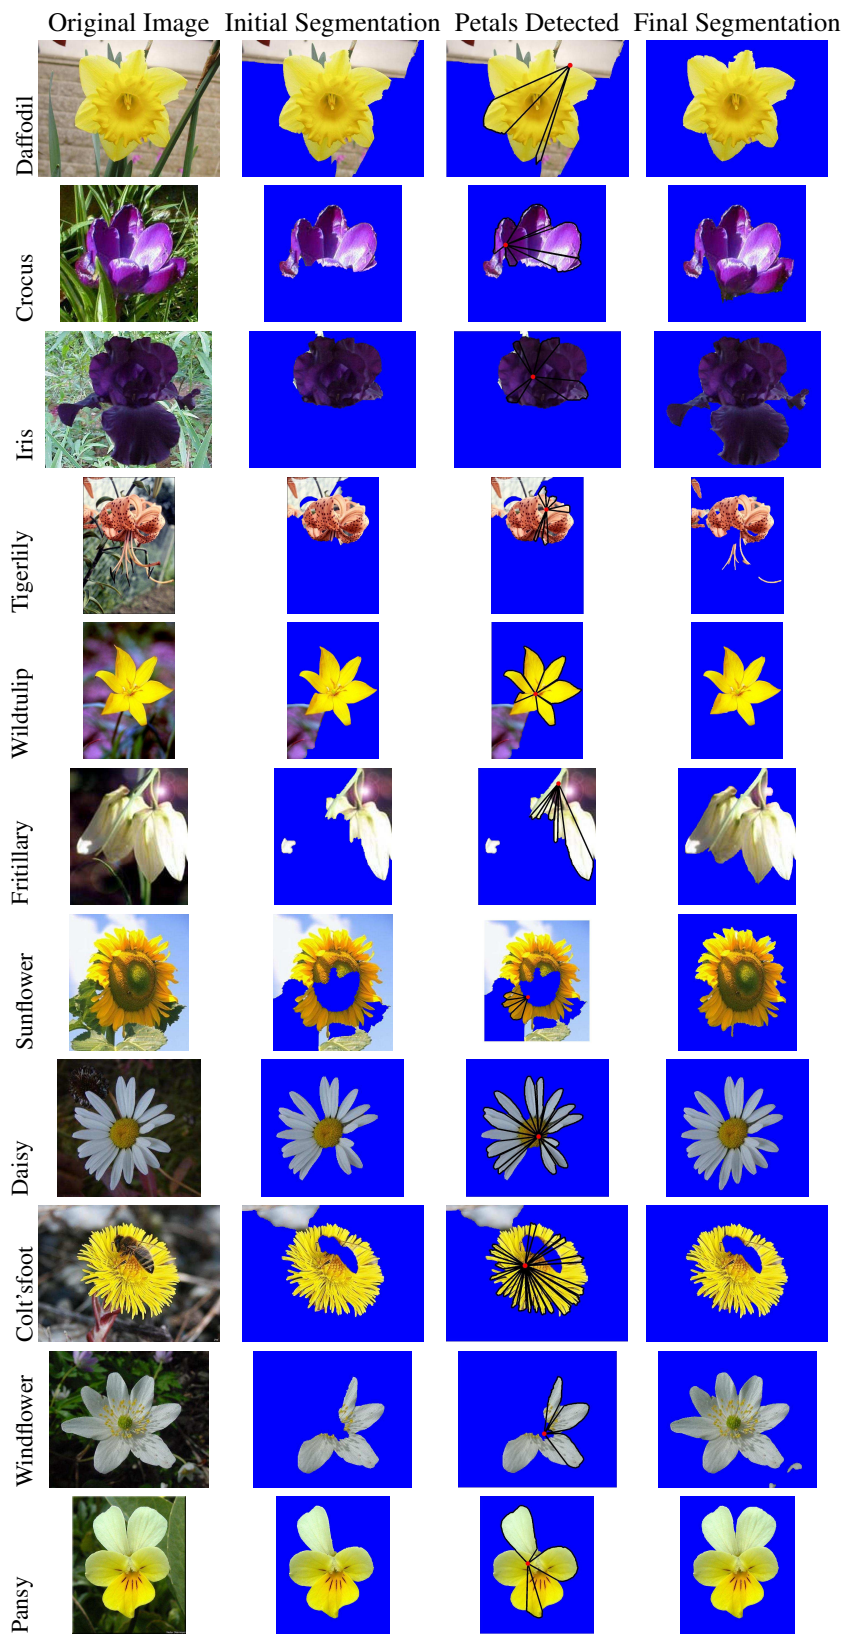 Original Image Initial Segmentation Petals Detected Final Segmentation
Daffodil
Crocus
Iris
Tigerlily
Wildtulip
Fritillary
Sunflower
Daisy
Colt'sfoot
Windflower
Pansy